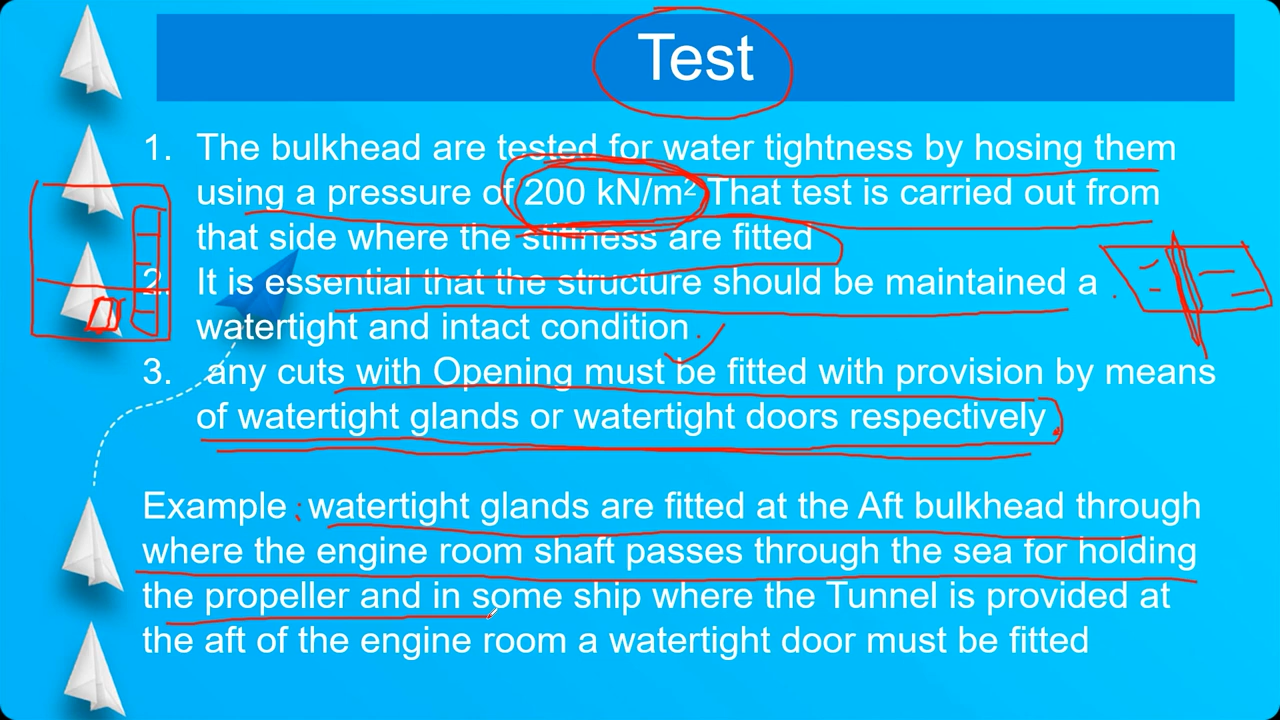 Test
1. The bulkhead are tested for water tightness by hosing them
using a pressure of 200 kN/m² That test is carried out from
that side where the stiffness are fitted
2. It is essential that the structure should be maintained a
watertight and intact condition
3. any cuts with Opening must be fitted with provision by means
of watertight glands or watertight doors respectively
Example : watertight glands are fitted at the Aft bulkhead through
where the engine room shaft passes through the sea for holding
the propeller and in some ship where the Tunnel is provided at
the aft of the engine room a watertight door must be fitted